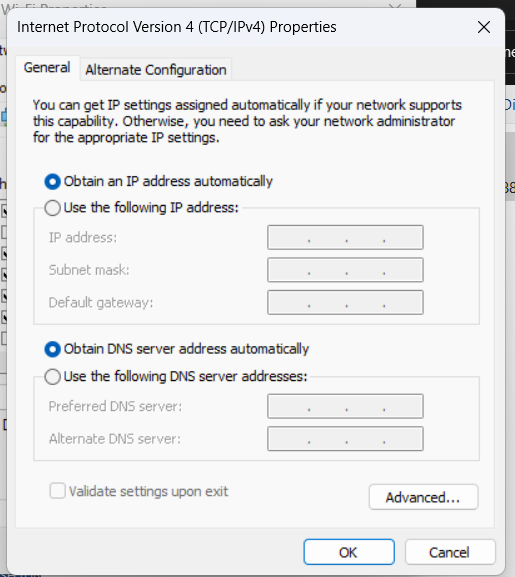 Wi-Fi Properties
Internet Protocol Version 4 (TCP/IPv4) Properties
General
Alternate Configuration
You can get IP settings assigned automatically if your network supports
this capability. Otherwise, you need to ask your network administrator
for the appropriate IP settings.
Obtain an IP address automatically
Use the following IP address:
IP address:
Subnet mask:
Default gateway:
Obtain DNS server address automatically
Use the following DNS server addresses:
Preferred DNS server:
Alternate DNS server:
Validate settings upon exit
Advanced...
OK
Cancel